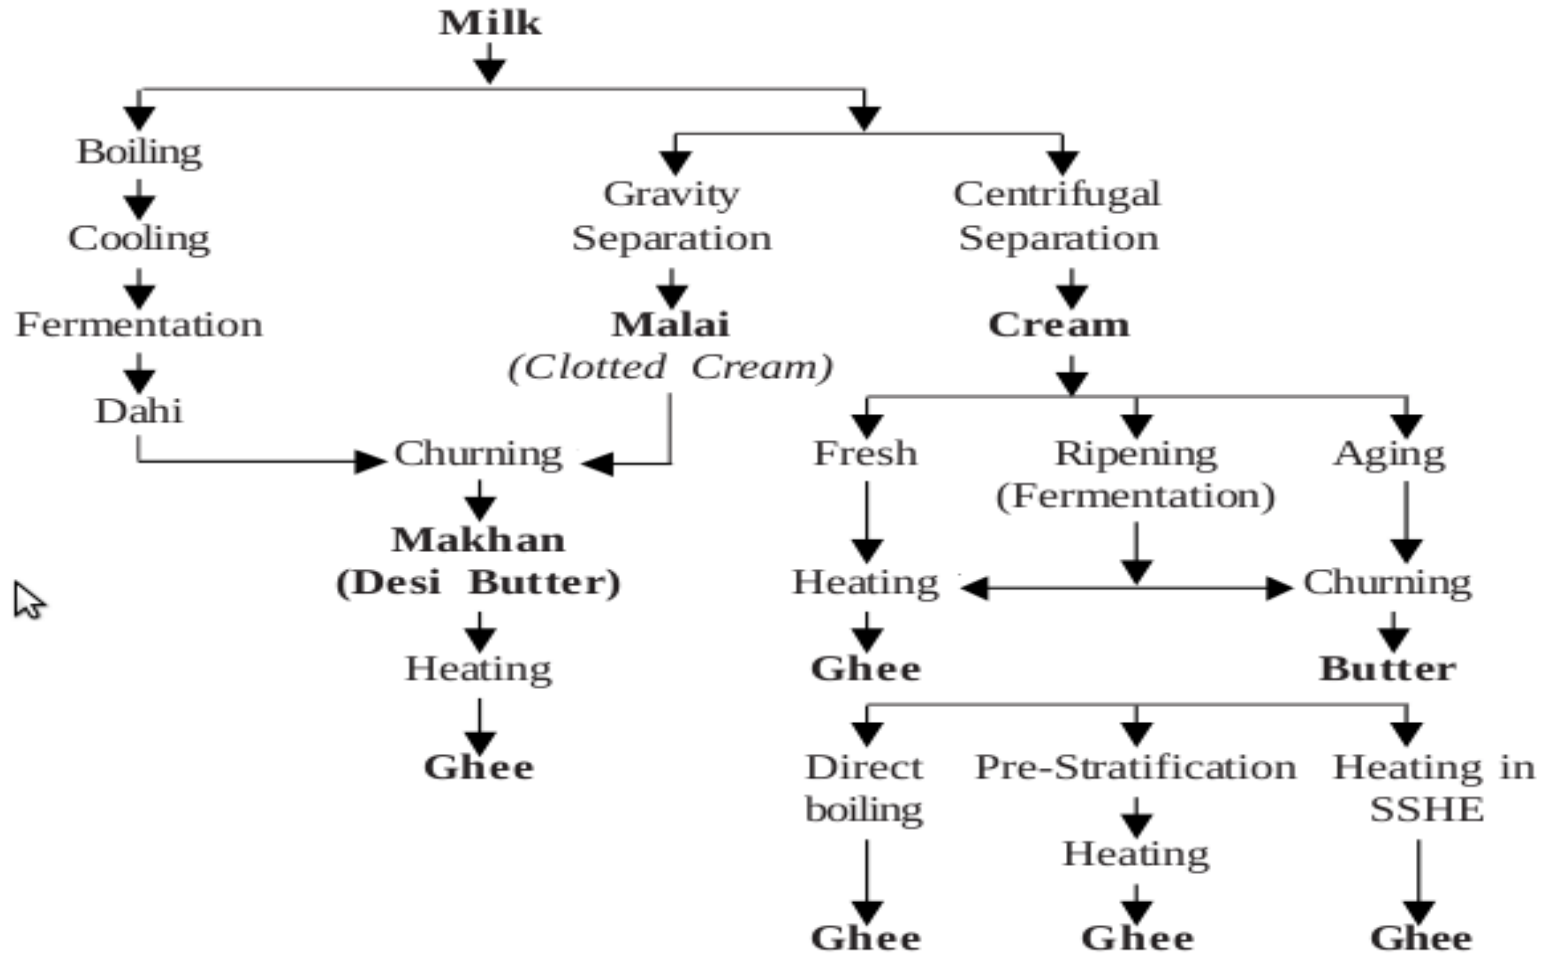 Milk
Boiling
Gravity
Separation
Centrifugal
Separation
Cooling
Fermentation
Malai
(Clotted Cream)
Cream
Dahi
Churning
Fresh
Ripening
(Fermentation)
Aging
Makhan
(Desi Butter)
Heating
Churning
Heating
Ghee
Butter
Ghee
Direct
boiling
Pre-Stratification
Heating in
SSHE
Heating
Ghee
Ghee
Ghee